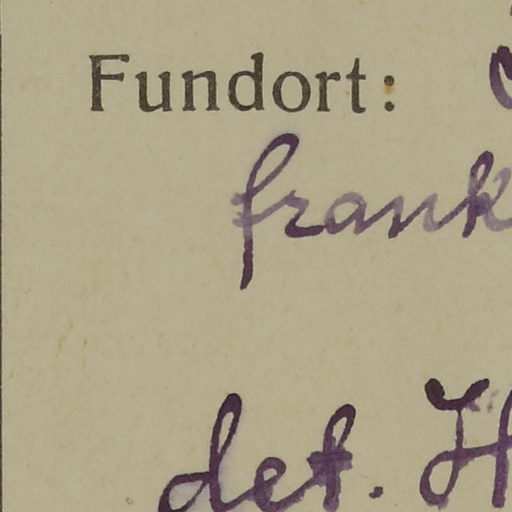 Fundort:
frank
det. H